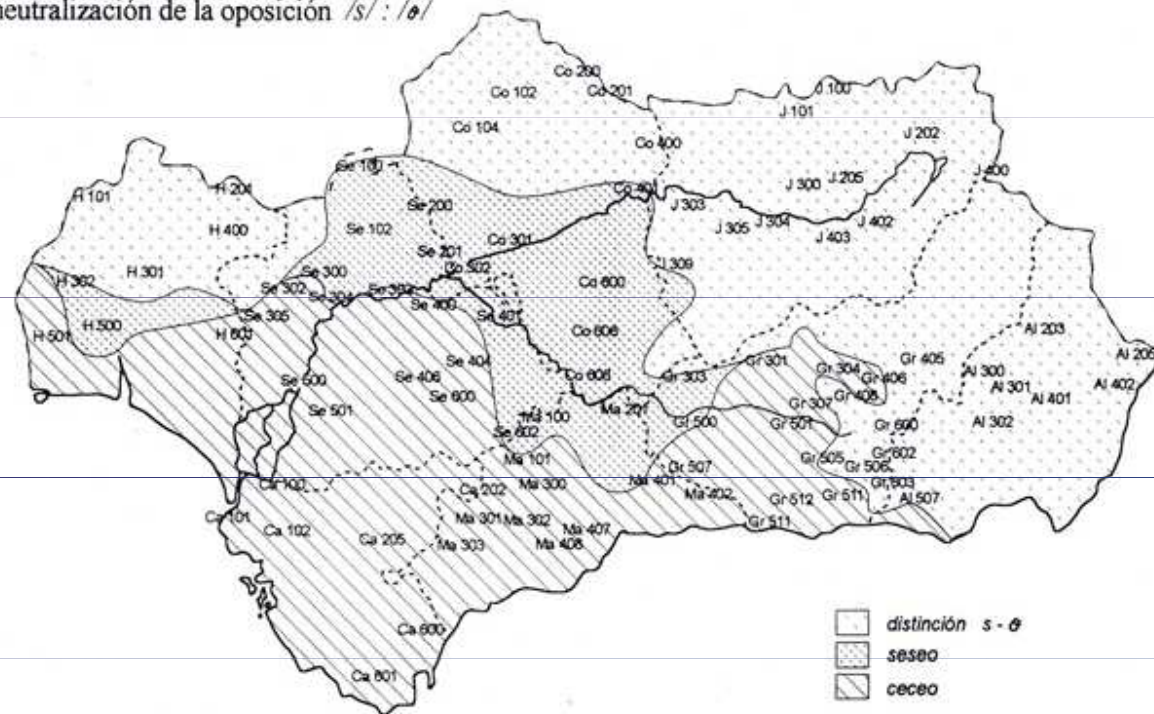 neutralización de la oposición /s/ : /ɵ/
Co 200
Co 102
Co 201
J 100
J 101
Co 104
J 202
Co 400
Se 100
J 400
H 101
H 201
J 205
J 300
Co 401
Se 200
J 303
J 304
J 402
Se 102
H 400
J 305
J 403
Co 301
Se 201
Co 302
J 309
H 301
Se 300
H 302
Se 302
Co 600
Se 304
Se 303
Se 400
Se 305
Se 401
H 500
H 501
H 601
Co 606
Al 203
Al 205
Se 404
Gr 301
Gr 405
Gr 304
Se 406
Co 608
Gr 303
Gr 406
Al 300
Al 301
Al 402
Se 500
Se 600
Gr 408
Al 401
Se 501
Ma 100
Ma 201
Gr 307
Gr 500
Gr 501
Gr 600
Al 302
Se 602
Gr 602
Ma 101
Gr 505
Gr 506
Gr 507
Ca 100
Ca 202
Ma 300
Ma 401
Ma 402
Gr 603
Gr 512
Gr 511
Al 507
Ca 101
Ca 102
Ma 301
Ma 302
Gr 511
Ma 407
Ca 205
Ma 303
Ma 408
Ca 600
Ca 601
distinción s - ɵ
seseo
ceceo